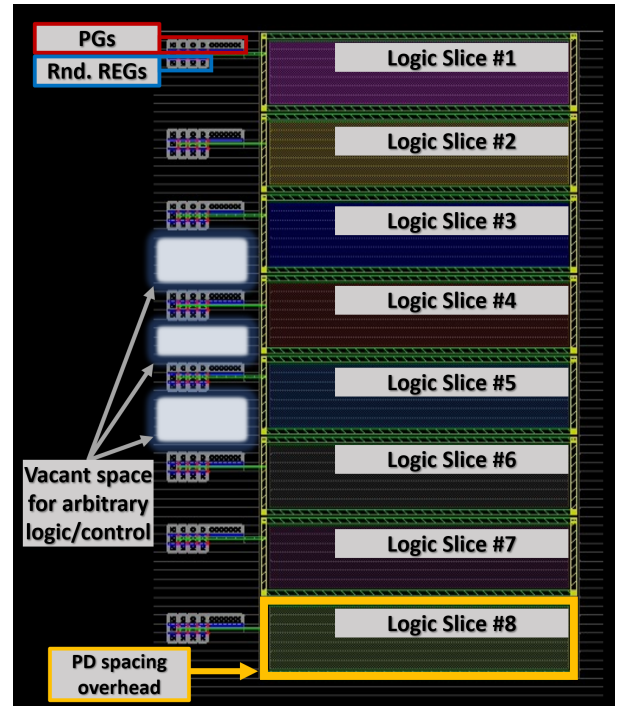 PGs
Rnd. REGs
Logic Slice #1
Logic Slice #2
Logic Slice #3
Logic Slice #4
Logic Slice #5
Logic Slice #6
Logic Slice #7
Logic Slice #8
Vacant space
for arbitrary
logic/control
PD spacing
overhead